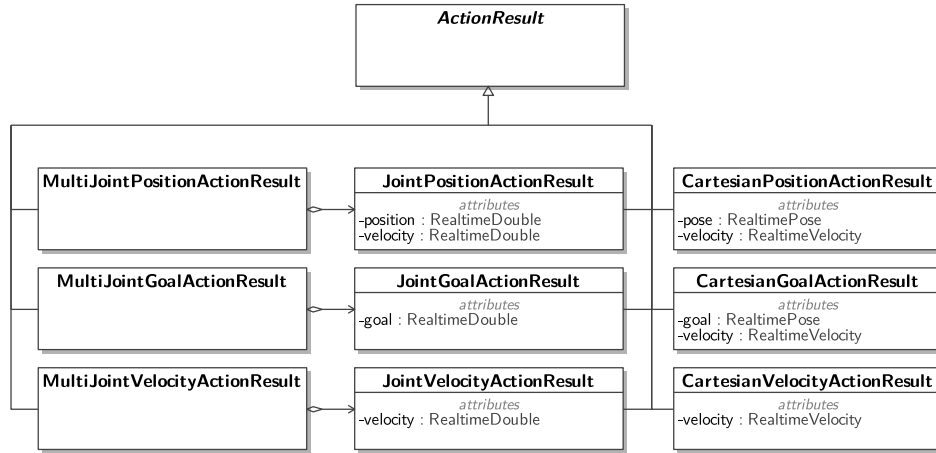 ActionResult
MultiJointPositionActionResult
JointPositionActionResult
attributes
-position : RealtimeDouble
-velocity : RealtimeDouble
CartesianPositionActionResult
attributes
-pose : RealtimePose
-velocity : RealtimeVelocity
MultiJointGoalActionResult
JointGoalActionResult
attributes
-goal : RealtimeDouble
CartesianGoalActionResult
attributes
-goal : RealtimePose
-velocity : RealtimeVelocity
MultiJointVelocityActionResult
JointVelocityActionResult
attributes
-velocity : RealtimeDouble
CartesianVelocityActionResult
attributes
-velocity : RealtimeVelocity